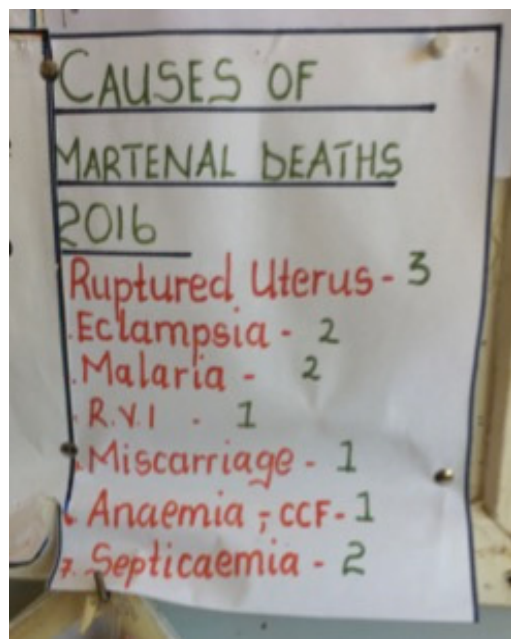 CAUSES OF
MARTENAL DEATHS
2016
Ruptured Uterus - 3
. Eclampsia - 2
. Malaria - 2
. R.V.I - 1
. Miscarriage - 1
Anaemia ; CCF - 1
7. Septicaemia - 2